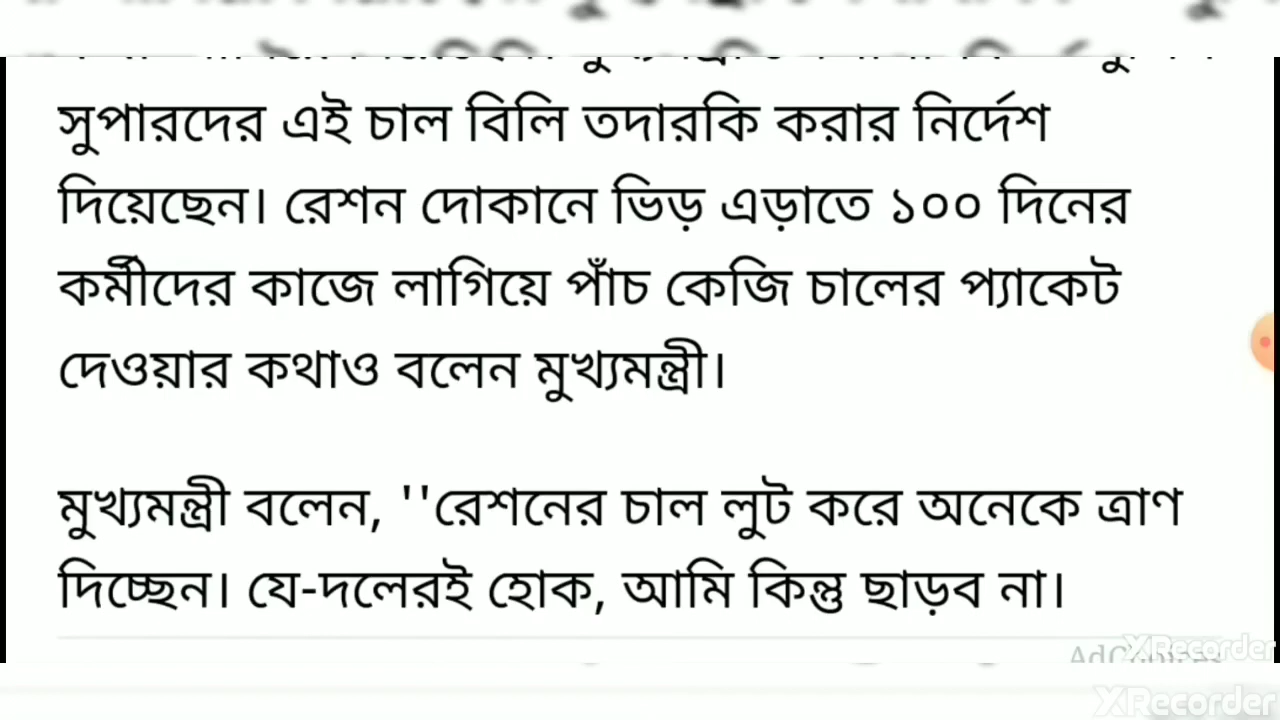 সুপারদের এই চাল বিলি তদারকি করার নির্দেশ
দিয়েছেন। রেশন দোকানে ভিড় এড়াতে ১০০ দিনের
কর্মীদের কাজে লাগিয়ে পাঁচ কেজি চালের প্যাকেট
দেওয়ার কথাও বলেন মুখ্যমন্ত্রী।
মুখ্যমন্ত্রী বলেন, ''রেশনের চাল লুট করে অনেকে ত্রাণ
দিচ্ছেন। যে-দলেরই হোক, আমি কিন্তু ছাড়ব না।
XRecorder
XRecorder